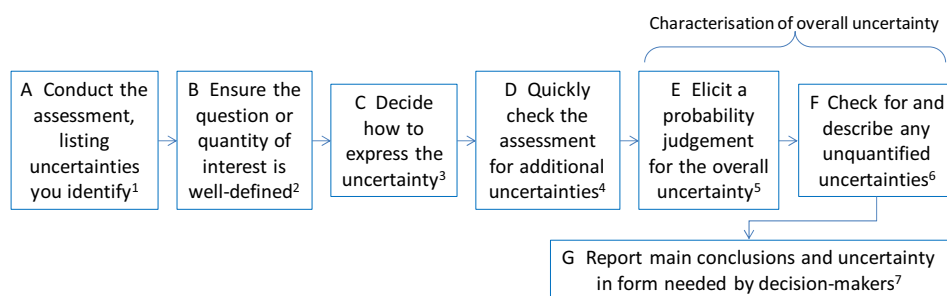 Characterisation of overall uncertainty
A Conduct the
assessment,
listing
uncertainties
you identify¹
B Ensure the
question or
quantity of
interest is
well-defined²
C Decide
how to
express the
uncertainty³
D Quickly
check the
assessment
for additional
uncertainties⁴
E Elicit a
probability
judgement
for the overall
uncertainty⁵
F Check for and
describe any
unquantified
uncertainties⁶
G Report main conclusions and uncertainty
in form needed by decision-makers⁷